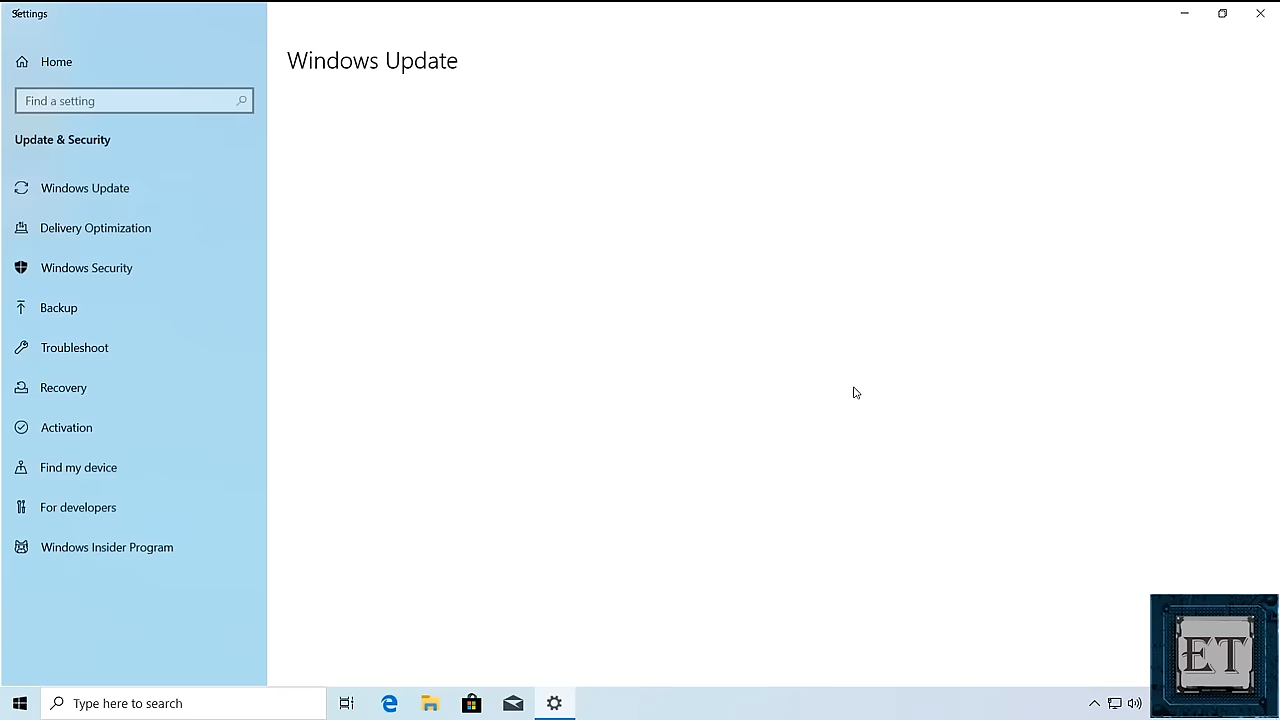 Settings
Home
Find a setting
Update & Security
Windows Update
Delivery Optimization
Windows Security
Backup
Troubleshoot
Recovery
Activation
Find my device
For developers
Windows Insider Program
Windows Update
Type here to search
ET